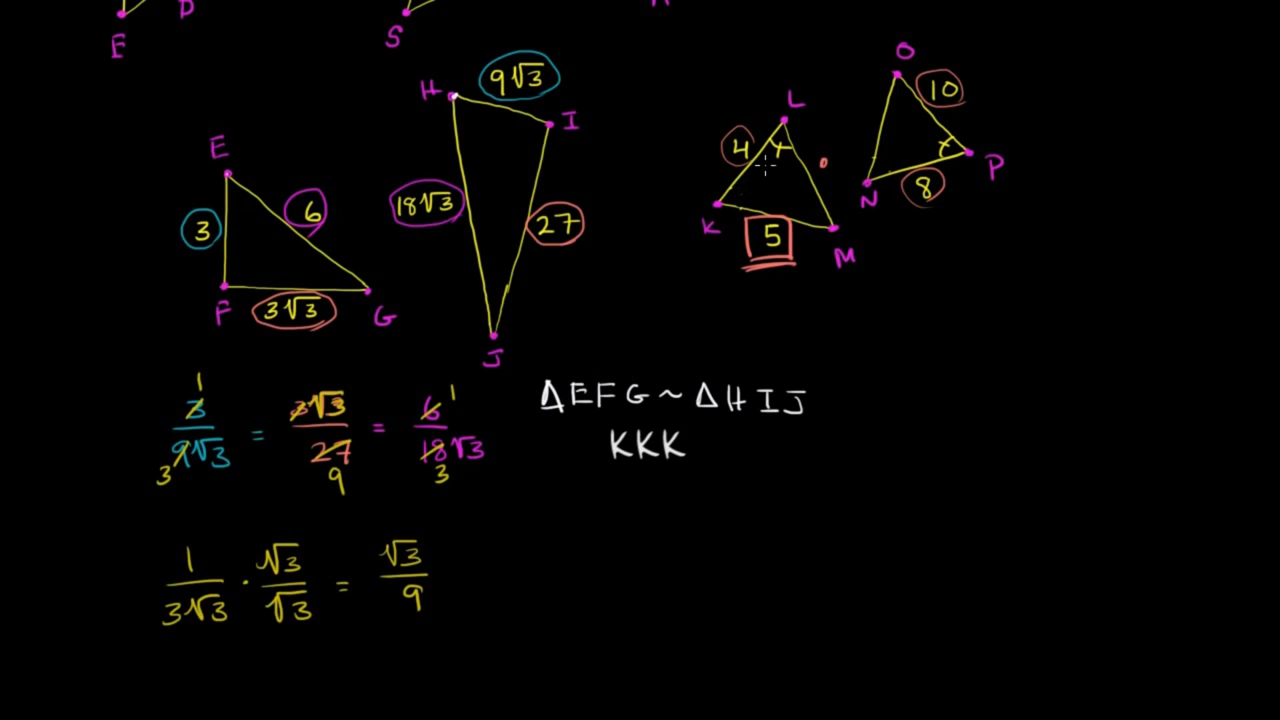 E D
S
H 9√3 I
18√3 27
J
E
3 6
F 3√3 G
L
4
K 5 M
O
10
P
N 8
1 1
3/9√3 = 3√3/27 = 6/18√3
3 9 3
ΔEFG ~ ΔHIJ
KKK
1/3√3 · √3/√3 = √3/9